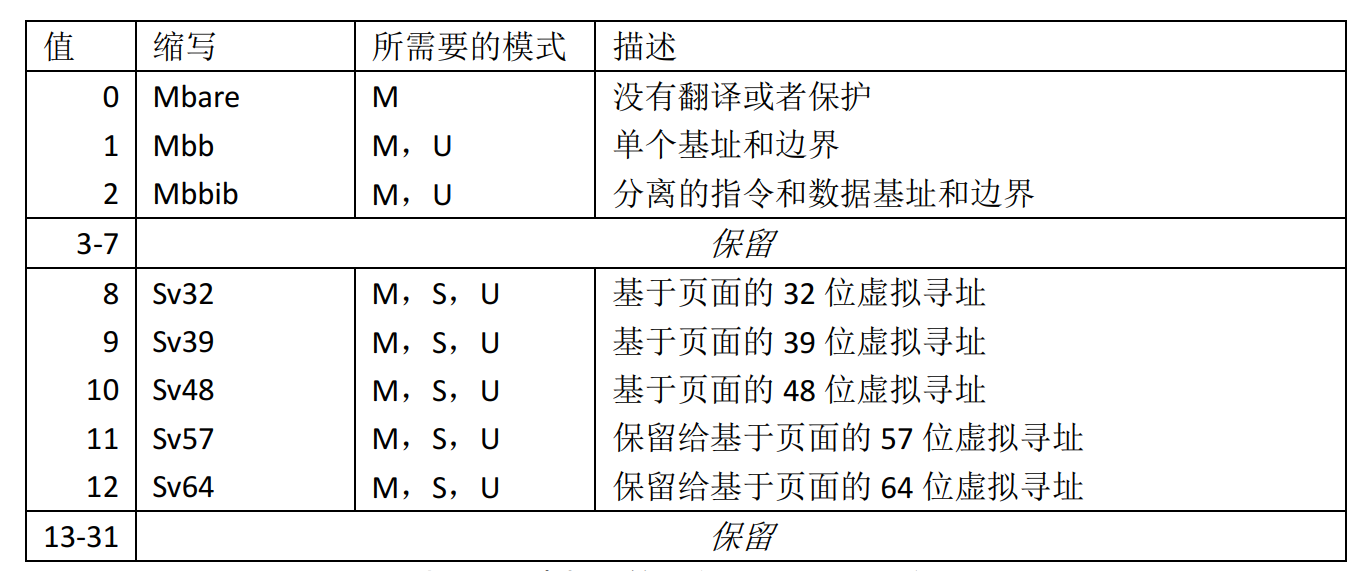 值 缩写 所需要的模式 描述
0 Mbare M 没有翻译或者保护
1 Mbb M，U 单个基址和边界
2 Mbbib M，U 分离的指令和数据基址和边界
3-7 保留
8 Sv32 M，S，U 基于页面的 32 位虚拟寻址
9 Sv39 M，S，U 基于页面的 39 位虚拟寻址
10 Sv48 M，S，U 基于页面的 48 位虚拟寻址
11 Sv57 M，S，U 保留给基于页面的 57 位虚拟寻址
12 Sv64 M，S，U 保留给基于页面的 64 位虚拟寻址
13-31 保留